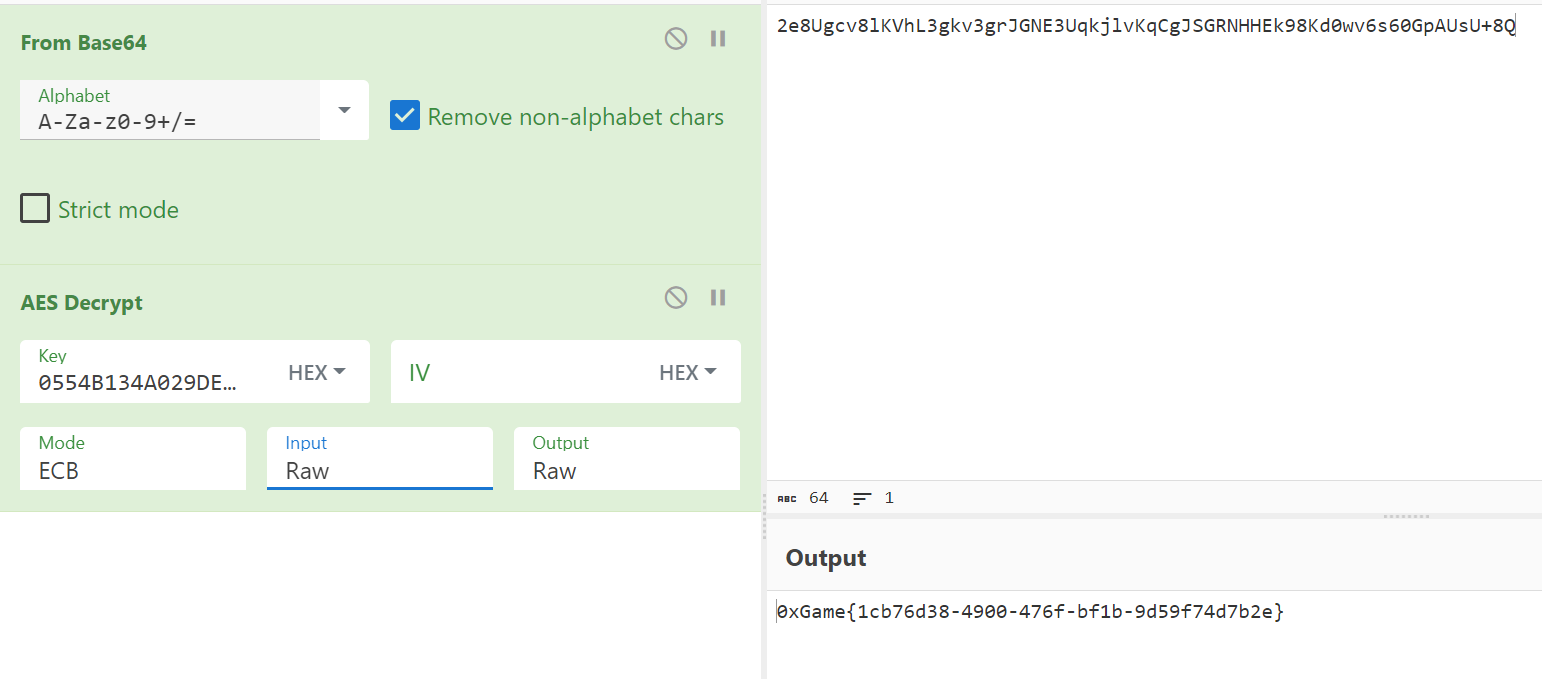 From Base64
Alphabet
A-Za-z0-9+/=
Remove non-alphabet chars
Strict mode
AES Decrypt
Key
0554B134A029DE…
HEX
IV
HEX
Mode
ECB
Input
Raw
Output
Raw
2e8Ugcv8lKVhL3gkv3grJGNE3UqkjlvKqCgJSGRNHHEk98Kd0wv6s60GpAUsU+8Q
ABC 64
1
Output
0xGame{1cb76d38-4900-476f-bf1b-9d59f74d7b2e}